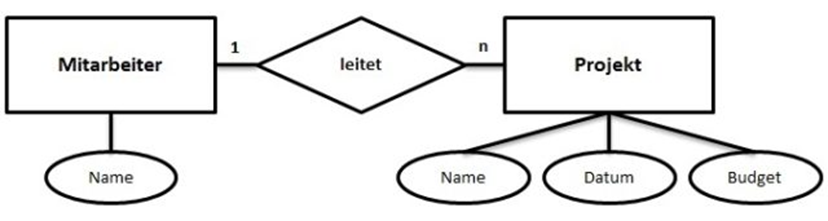 Mitarbeiter
1
leitet
n
Projekt
Name
Name
Datum
Budget